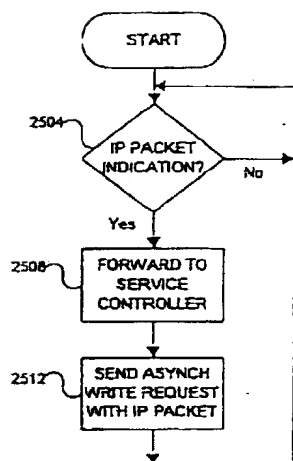 START
2504
IP PACKET
INDICATION?
No
Yes
2508
FORWARD TO
SERVICE
CONTROLLER
2512
SEND ASYNCH
WRITE REQUEST
WITH IP PACKET